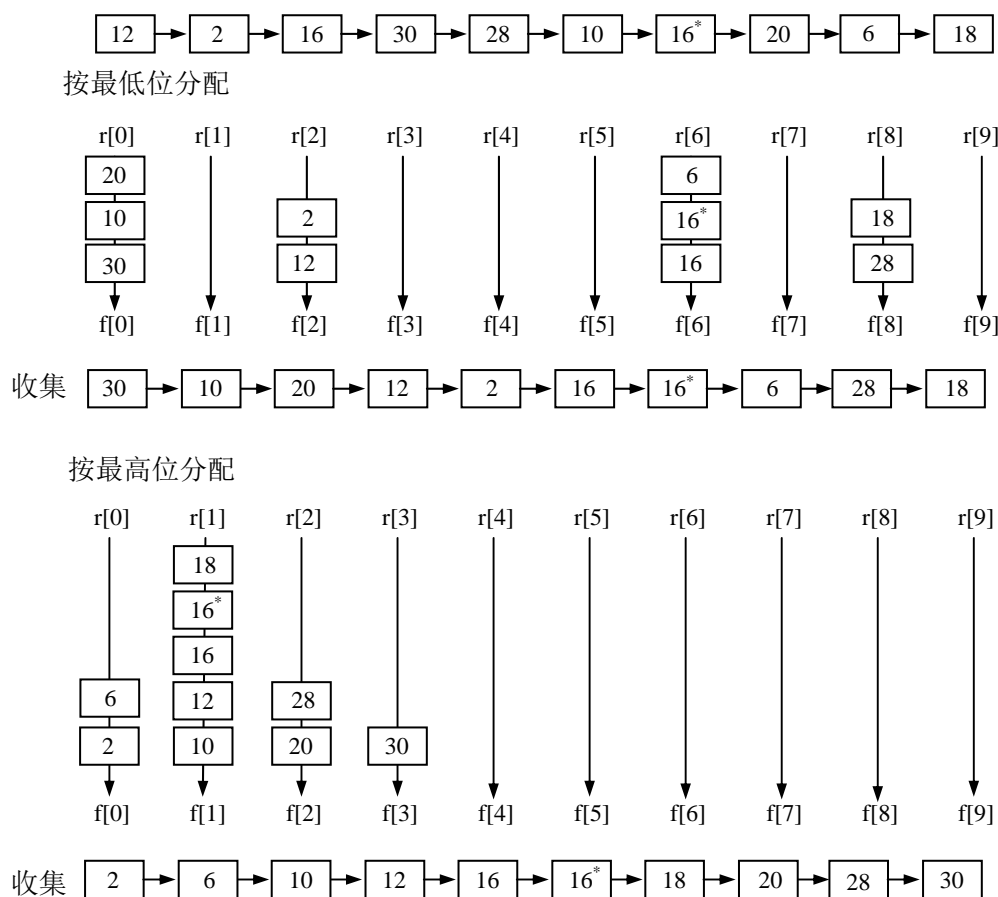 12 2 16 30 28 10 16* 20 6 18
按最低位分配
r[0] r[1] r[2] r[3] r[4] r[5] r[6] r[7] r[8] r[9]
20 6
10 2 16* 18
30 12 16 28
f[0] f[1] f[2] f[3] f[4] f[5] f[6] f[7] f[8] f[9]
收集 30 10 20 12 2 16 16* 6 28 18
按最高位分配
r[0] r[1] r[2] r[3] r[4] r[5] r[6] r[7] r[8] r[9]
18
16*
16
6 12 28
2 10 20 30
f[0] f[1] f[2] f[3] f[4] f[5] f[6] f[7] f[8] f[9]
收集 2 6 10 12 16 16* 18 20 28 30